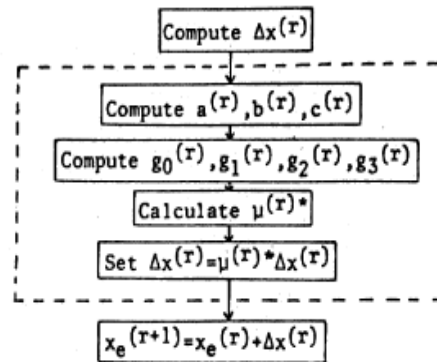 Compute Δx^(r)
Compute a^(r),b^(r),c^(r)
Compute g₀^(r),g₁^(r),g₂^(r),g₃^(r)
Calculate μ^(r)*
Set Δx^(r)=μ^(r)*Δx^(r)
xₑ^(r+1)=xₑ^(r)+Δx^(r)